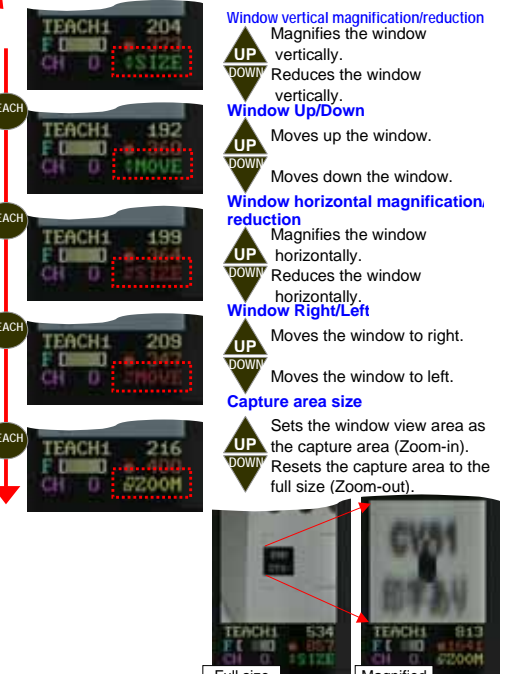 Window vertical magnification/reduction
TEACH1 204
Magnifies the window
vertically.
UP
DOWN
Reduces the window
vertically.
CH 0 ↕SIZE
EACH
Window Up/Down
TEACH1 192
UP
Moves up the window.
DOWN
Moves down the window.
CH 0 ↕MOVE
EACH
Window horizontal magnification/
reduction
TEACH1 199
Magnifies the window
horizontally.
UP
DOWN
Reduces the window
horizontally.
CH 0 SIZE
EACH
Window Right/Left
TEACH1 209
UP
Moves the window to right.
DOWN
Moves the window to left.
CH 0 MOVE
EACH
Capture area size
TEACH1 216
UP
DOWN
Sets the window view area as
the capture area (Zoom-in).
Resets the capture area to the
full size (Zoom-out).
CH 0 ZOOM
TEACH1 534
CH 0 ↕SIZE
Full size
TEACH1 813
CH 0 ZOOM
Magnified